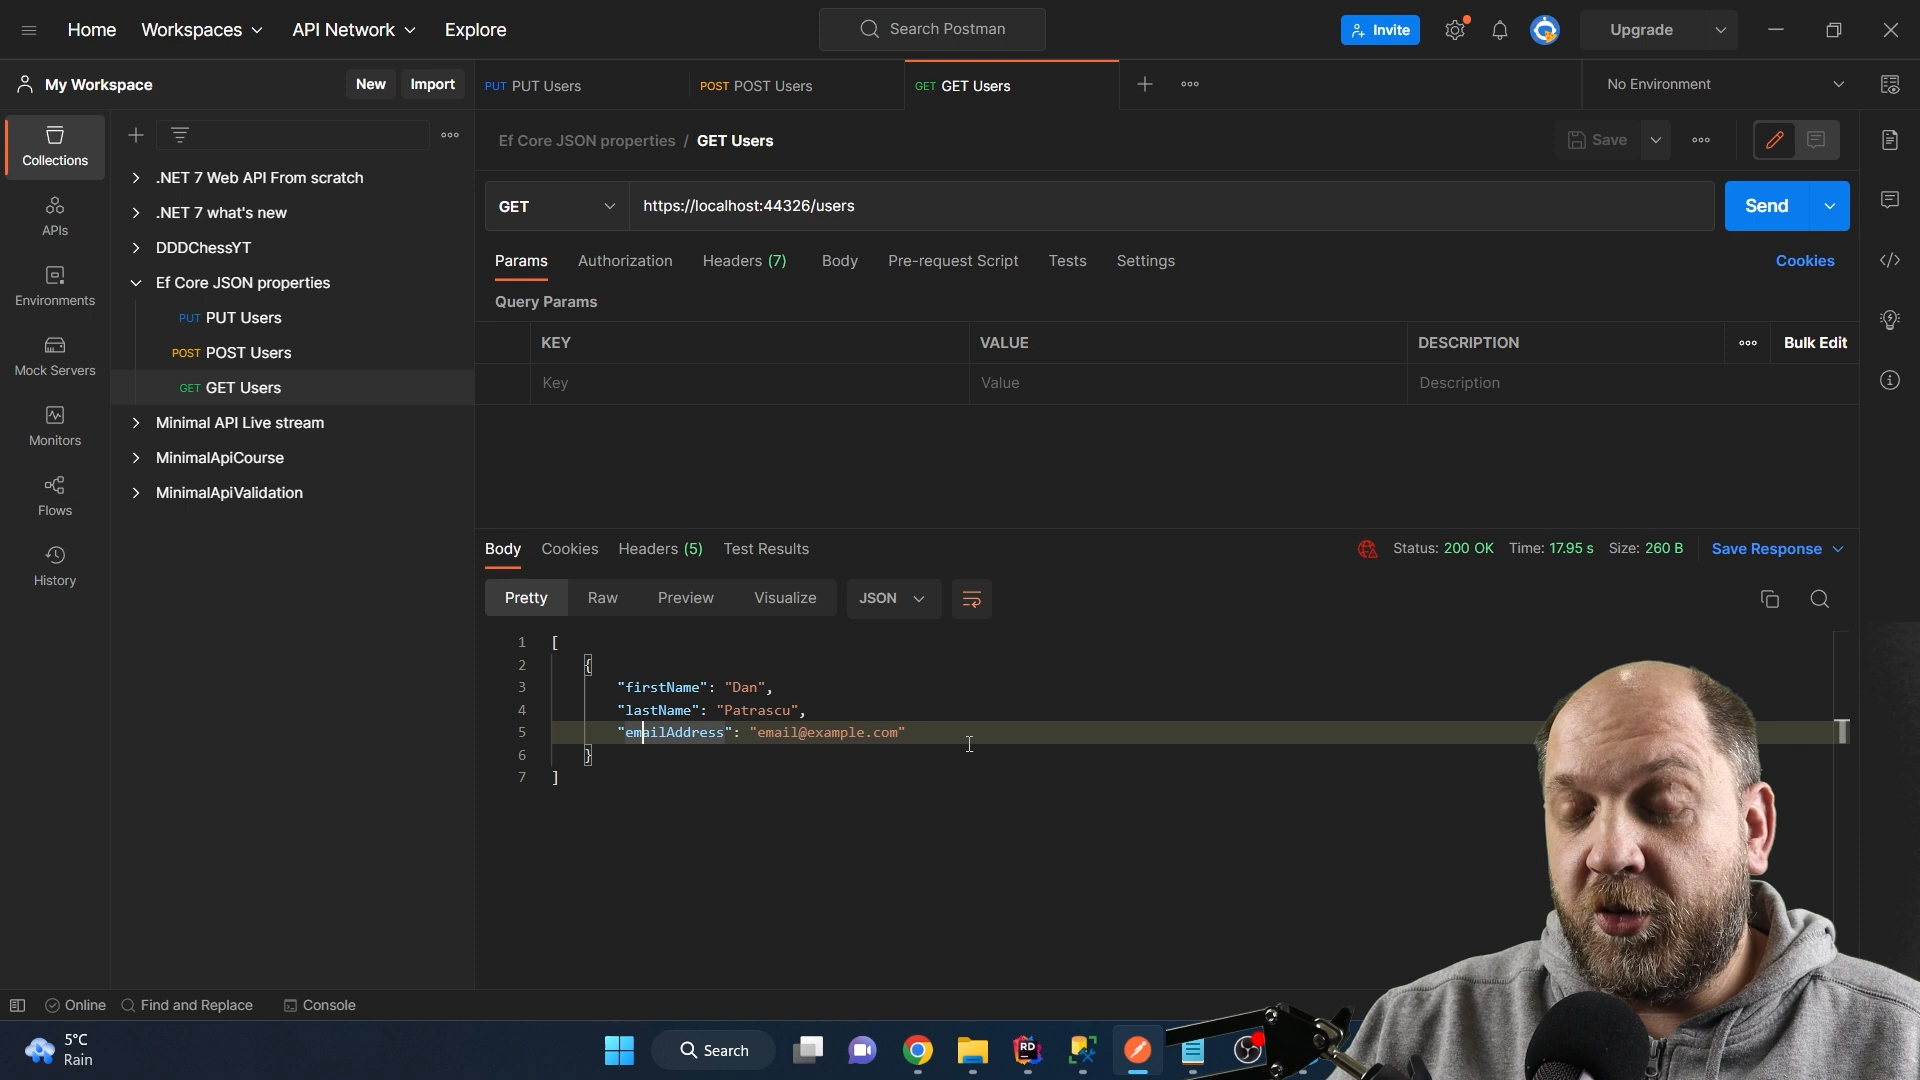 Home
Workspaces
API Network
Explore
Search Postman
Invite
Upgrade
My Workspace
New
Import
PUT PUT Users
POST POST Users
GET GET Users
No Environment
Collections
APIs
Environments
Mock Servers
Monitors
Flows
History
.NET 7 Web API From scratch
.NET 7 what's new
DDDChessYT
Ef Core JSON properties
PUT PUT Users
POST POST Users
GET GET Users
Minimal API Live stream
MinimalApiCourse
MinimalApiValidation
Ef Core JSON properties / GET Users
Save
GET
https://localhost:44326/users
Send
Params
Authorization
Headers (7)
Body
Pre-request Script
Tests
Settings
Cookies
Query Params
KEY
VALUE
DESCRIPTION
Bulk Edit
Key
Value
Description
Body
Cookies
Headers (5)
Test Results
Status: 200 OK
Time: 17.95 s
Size: 260 B
Save Response
Pretty
Raw
Preview
Visualize
JSON
1 [
2 {
3 "firstName": "Dan",
4 "lastName": "Patrascu",
5 "emailAddress": "email@example.com"
6 }
7 ]
Online
Find and Replace
Console
5°C
Rain
Search
RD